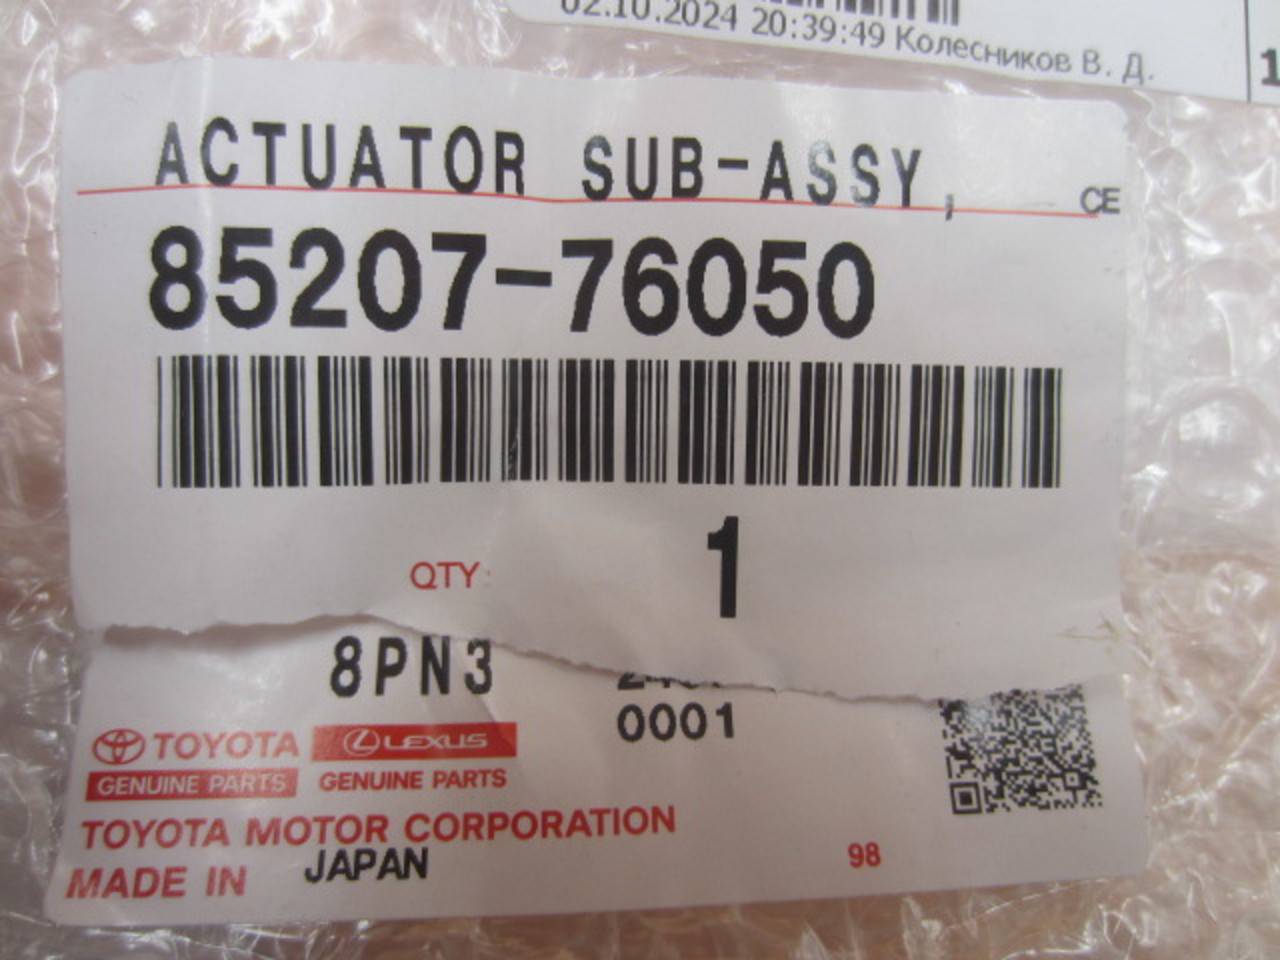 02.10.2024 20:39:49 Колесников В. Д.
1
ACTUATOR SUB-ASSY,
CE
85207-76050
QTY:
1
8PN3
0001
TOYOTA
LEXUS
GENUINE PARTS
GENUINE PARTS
TOYOTA MOTOR CORPORATION
MADE IN JAPAN
98